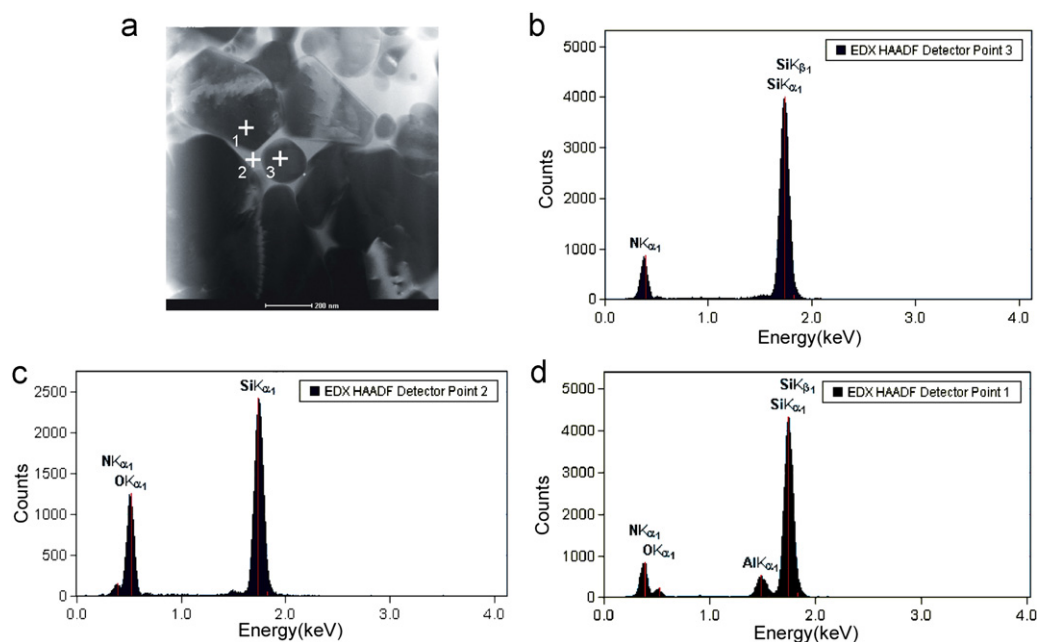 a
1
2
3
200 nm
b
EDX HAADF Detector Point 3
SiKβ1
SiKα1
NKα1
Counts
5000
4000
3000
2000
1000
0
0.0 1.0 2.0 3.0 4.0
Energy(keV)
c
EDX HAADF Detector Point 2
SiKα1
NKα1
OKα1
Counts
2500
2000
1500
1000
500
0
0.0 1.0 2.0 3.0 4.0
Energy(keV)
d
EDX HAADF Detector Point 1
SiKβ1
SiKα1
NKα1
OKα1
AlKα1
Counts
5000
4000
3000
2000
1000
0
0.0 1.0 2.0 3.0 4.0
Energy(keV)